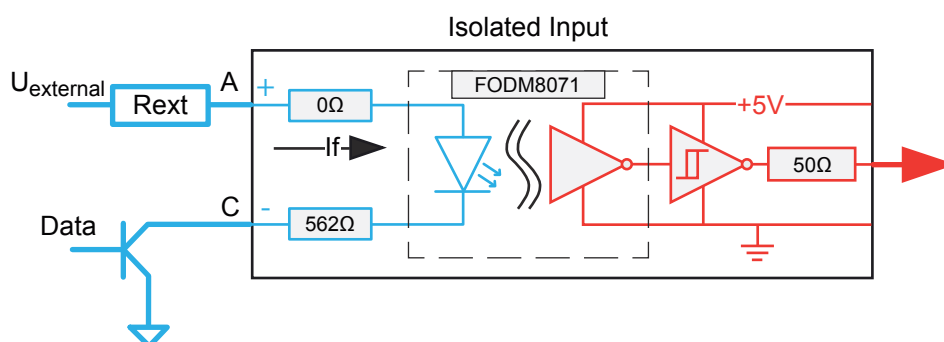 Isolated Input
FODM8071
Uexternal
Rext
A
+
0Ω
+5V
If
50Ω
C
-
562Ω
Data